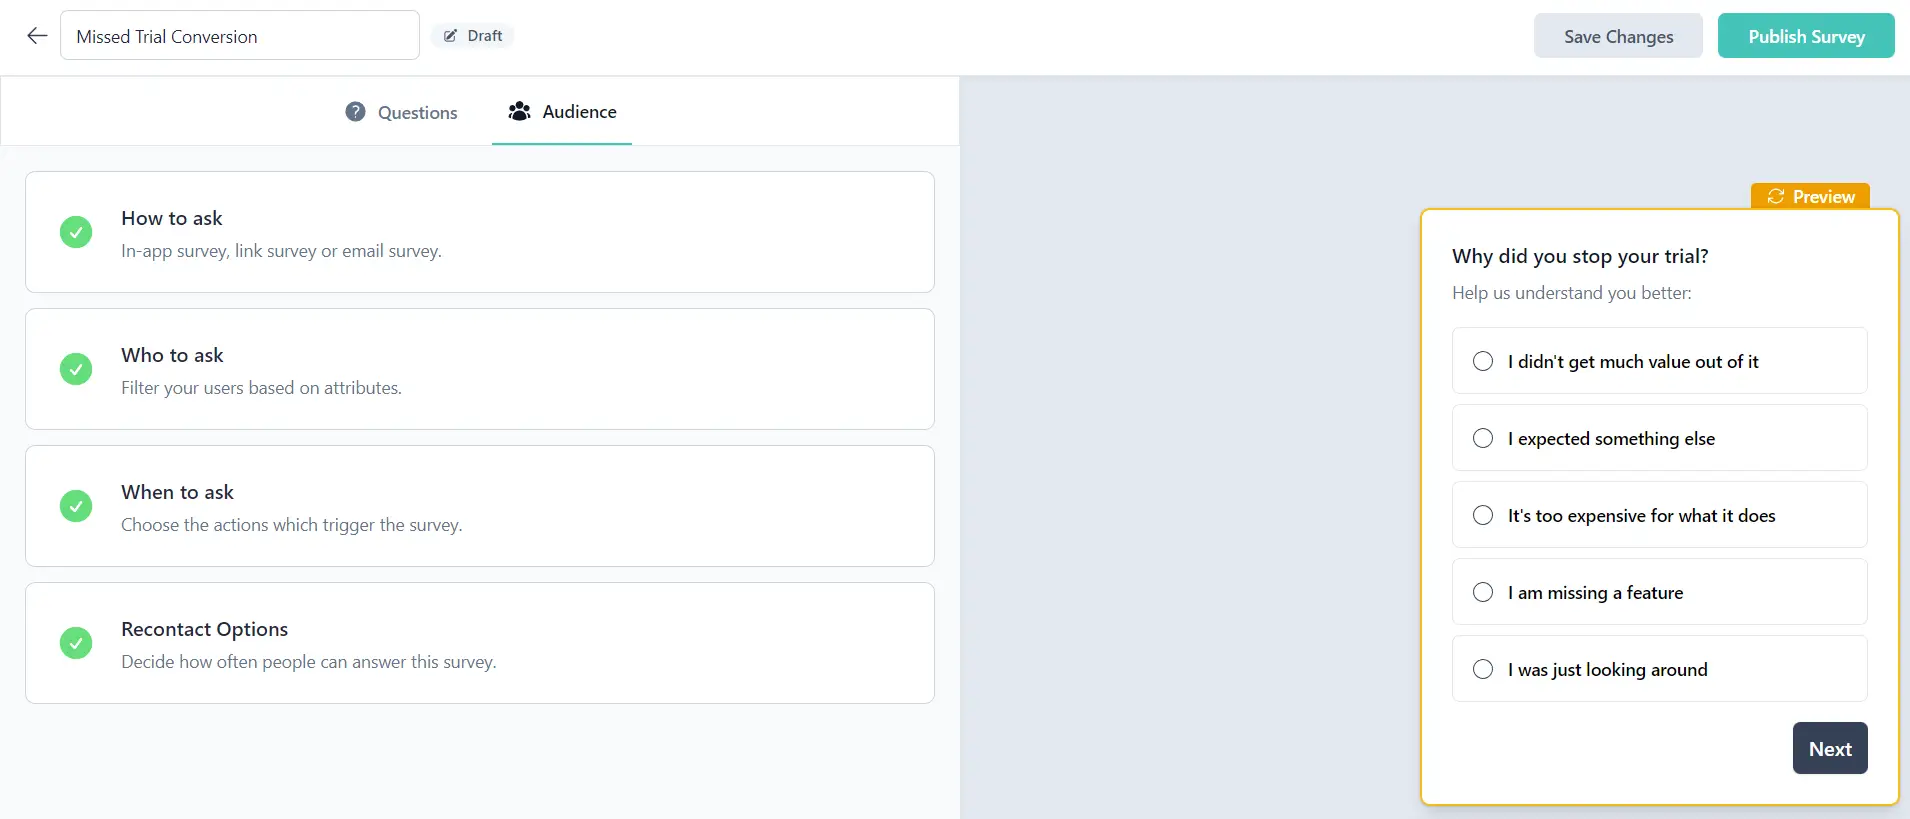 Missed Trial Conversion
Draft
Save Changes
Publish Survey
Questions
Audience
How to ask
In-app survey, link survey or email survey.
Who to ask
Filter your users based on attributes.
When to ask
Choose the actions which trigger the survey.
Recontact Options
Decide how often people can answer this survey.
Preview
Why did you stop your trial?
Help us understand you better:
I didn't get much value out of it
I expected something else
It's too expensive for what it does
I am missing a feature
I was just looking around
Next